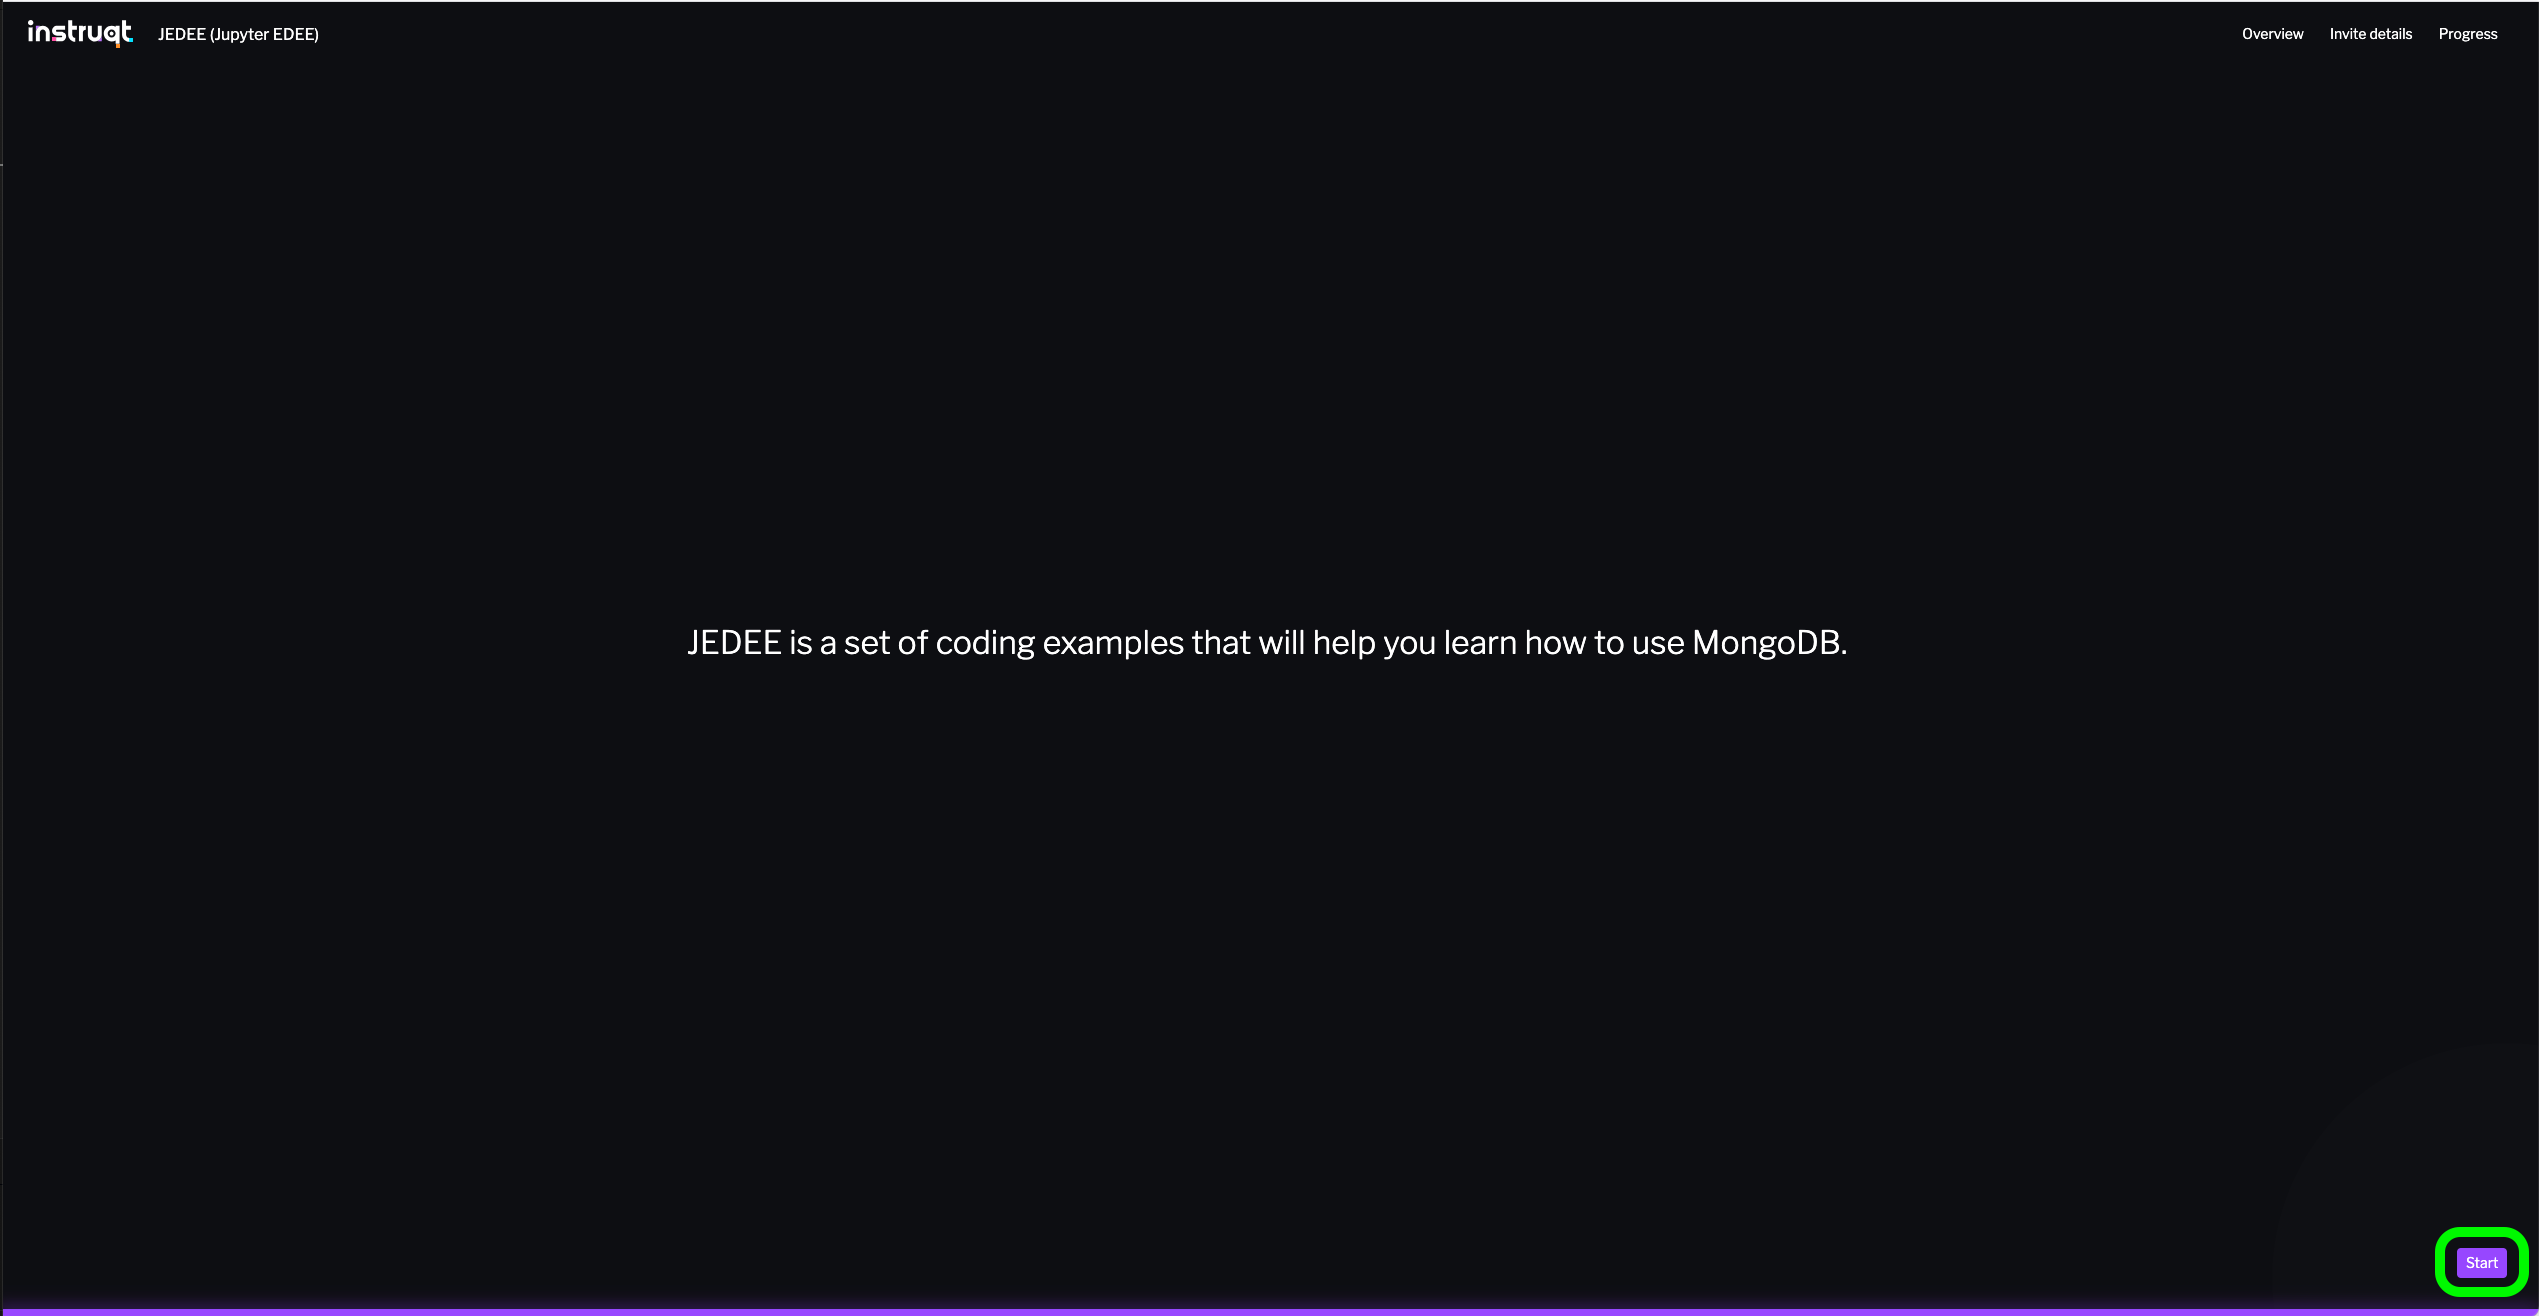 instruqt JEDEE (Jupyter EDEE) Overview Invite details Progress
JEDEE is a set of coding examples that will help you learn how to use MongoDB.
Start